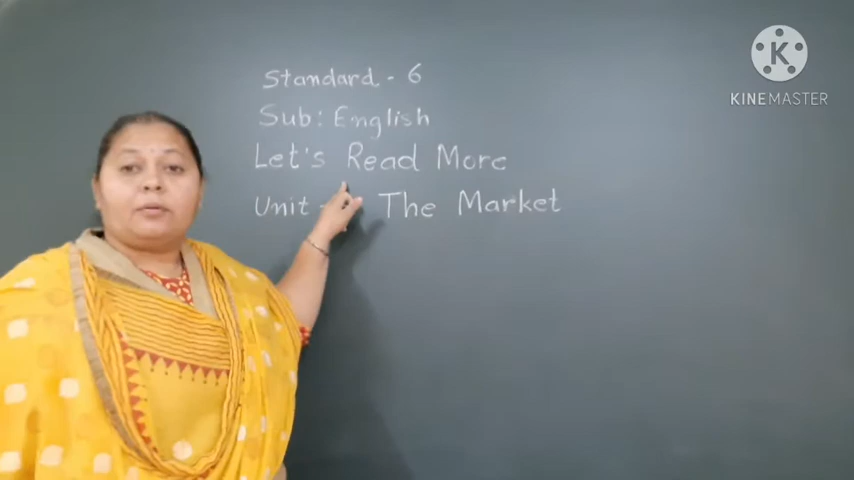 Standard - 6
Sub: English
Let's Read More
Unit - The Market
K
KINEMASTER